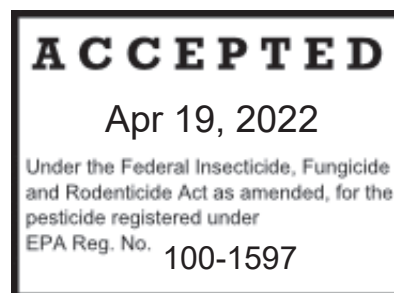 ACCEPTED
Apr 19, 2022
Under the Federal Insecticide, Fungicide
and Rodenticide Act as amended, for the
pesticide registered under
EPA Reg. No. 100-1597